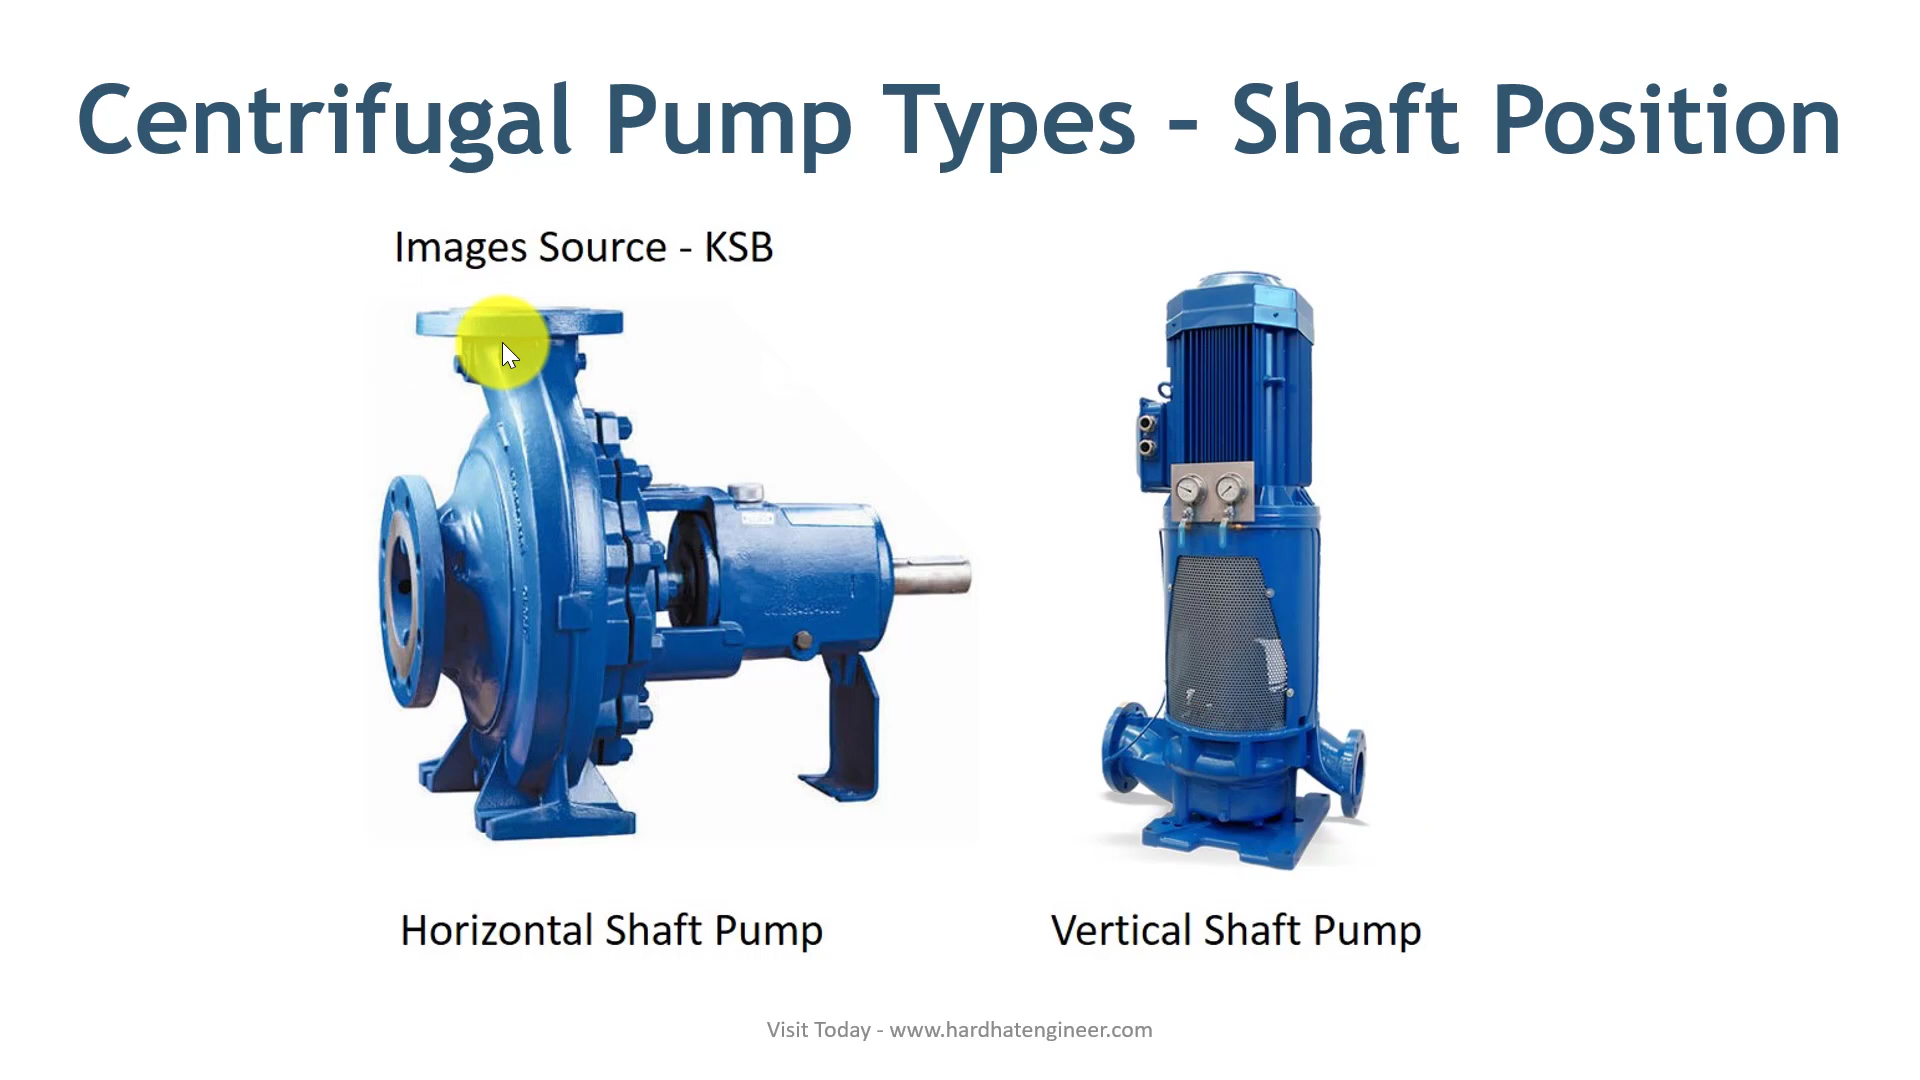 Centrifugal Pump Types - Shaft Position
Images Source - KSB
Horizontal Shaft Pump
Vertical Shaft Pump
Visit Today - www.hardhatengineer.com